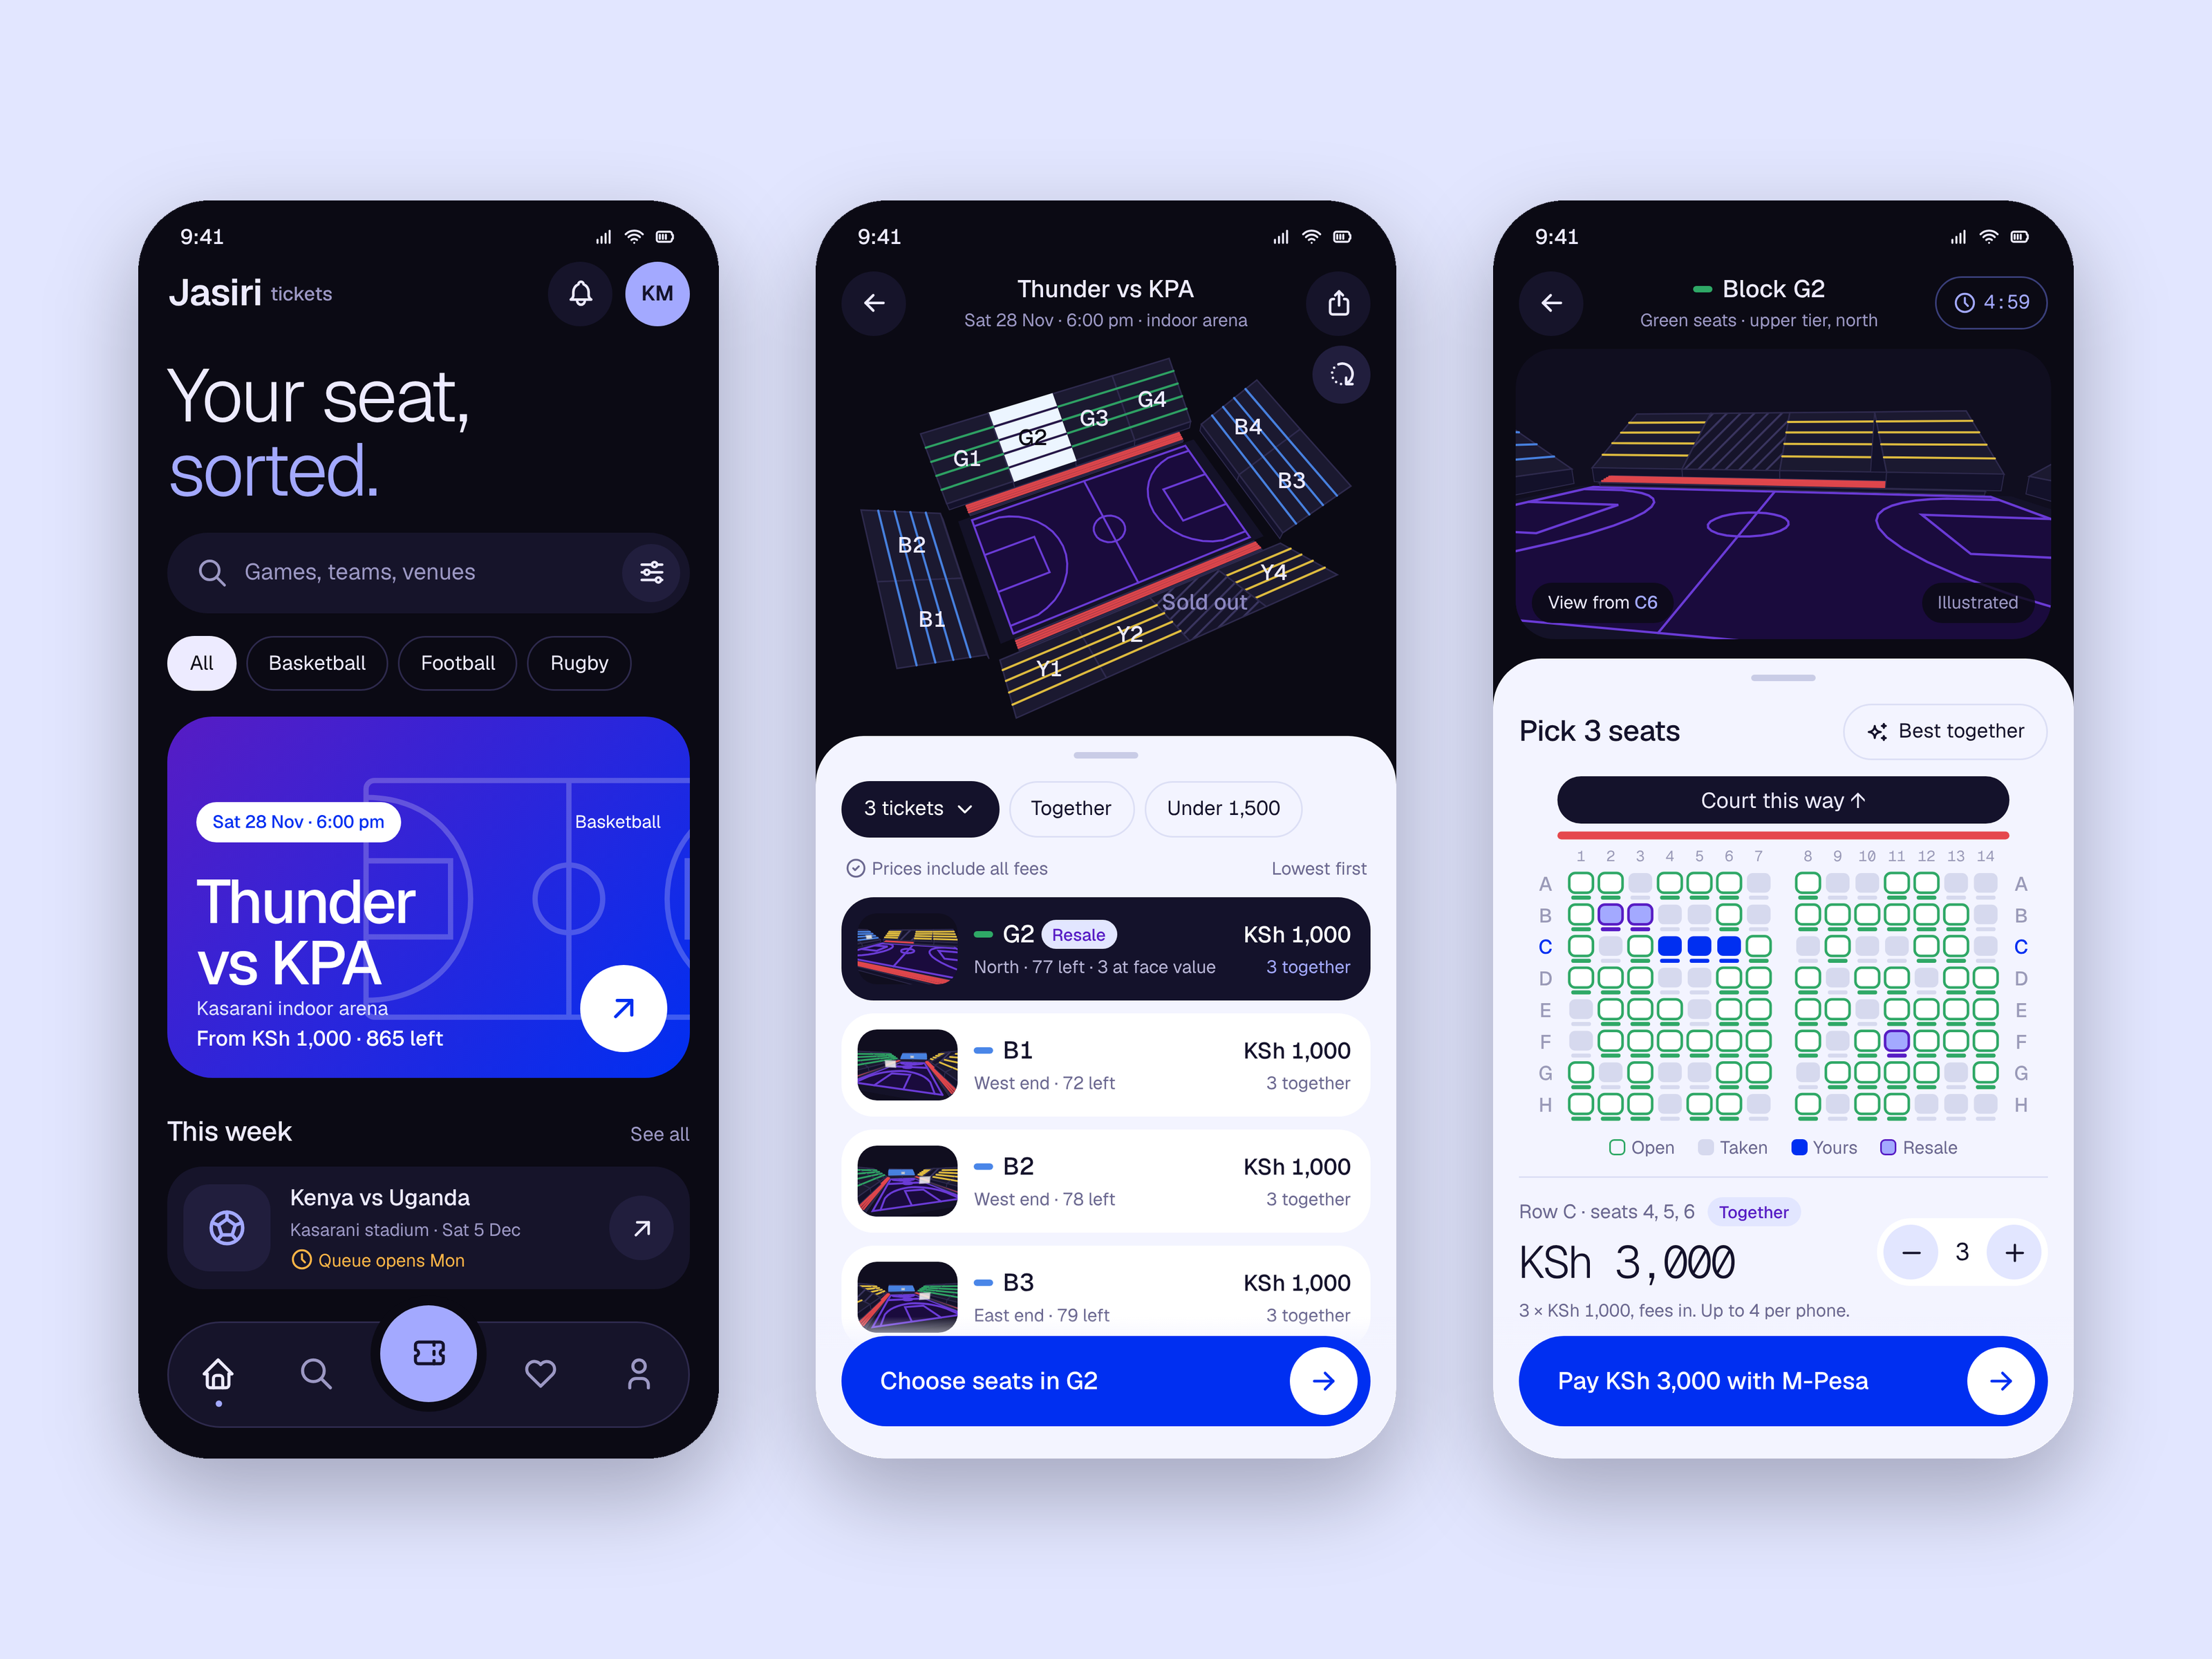 9:41
Jasiri tickets
KM
Your seat,
sorted.
Games, teams, venues
All
Basketball
Football
Rugby
Sat 28 Nov · 6:00 pm
Basketball
Thunder
vs KPA
Kasarani indoor arena
From KSh 1,000 · 865 left
This week
See all
Kenya vs Uganda
Kasarani stadium · Sat 5 Dec
Queue opens Mon
9:41
Thunder vs KPA
Sat 28 Nov · 6:00 pm · indoor arena
G4
G3
G2
G1
B4
B3
B2
B1
Y4
Sold out
Y2
Y1
3 tickets
Together
Under 1,500
Prices include all fees
Lowest first
G2 Resale
KSh 1,000
North · 77 left · 3 at face value
3 together
B1
KSh 1,000
West end · 72 left
3 together
B2
KSh 1,000
West end · 78 left
3 together
B3
KSh 1,000
East end · 79 left
3 together
Choose seats in G2
9:41
Block G2
Green seats · upper tier, north
4:59
View from C6
Illustrated
Pick 3 seats
Best together
Court this way ↑
1 2 3 4 5 6 7 8 9 10 11 12 13 14
A A
B B
C C
D D
E E
F F
G G
H H
Open
Taken
Yours
Resale
Row C · seats 4, 5, 6
Together
KSh 3,000
3
3 × KSh 1,000, fees in. Up to 4 per phone.
Pay KSh 3,000 with M-Pesa